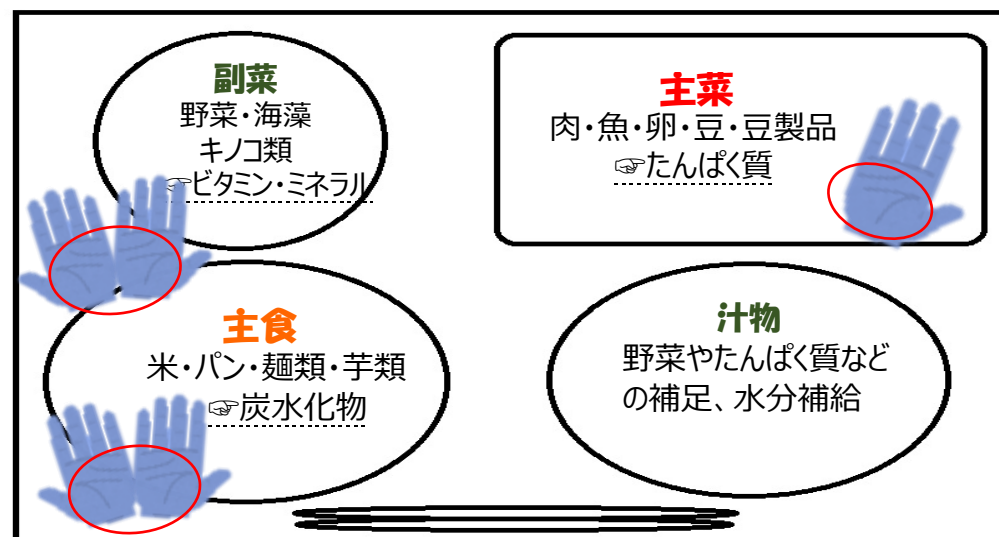 副菜
野菜・海藻
キノコ類
☞ビタミン・ミネラル
主菜
肉・魚・卵・豆・豆製品
☞たんぱく質
主食
米・パン・麺類・芋類
☞炭水化物
汁物
野菜やたんぱく質など
の補足、水分補給